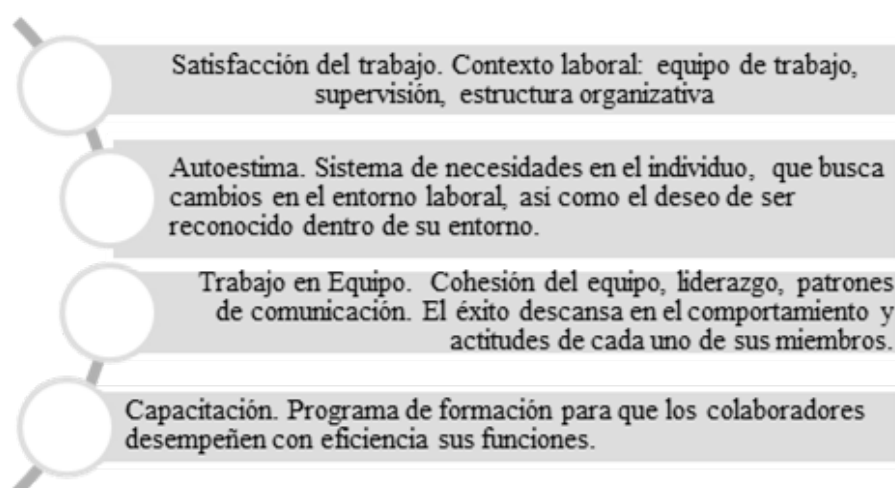 Satisfacción del trabajo. Contexto laboral: equipo de trabajo,
supervisión, estructura organizativa
Autoestima. Sistema de necesidades en el individuo, que busca
cambios en el entorno laboral, así como el deseo de ser
reconocido dentro de su entorno.
Trabajo en Equipo. Cohesión del equipo, liderazgo, patrones
de comunicación. El éxito descansa en el comportamiento y
actitudes de cada uno de sus miembros.
Capacitación. Programa de formación para que los colaboradores
desempeñen con eficiencia sus funciones.